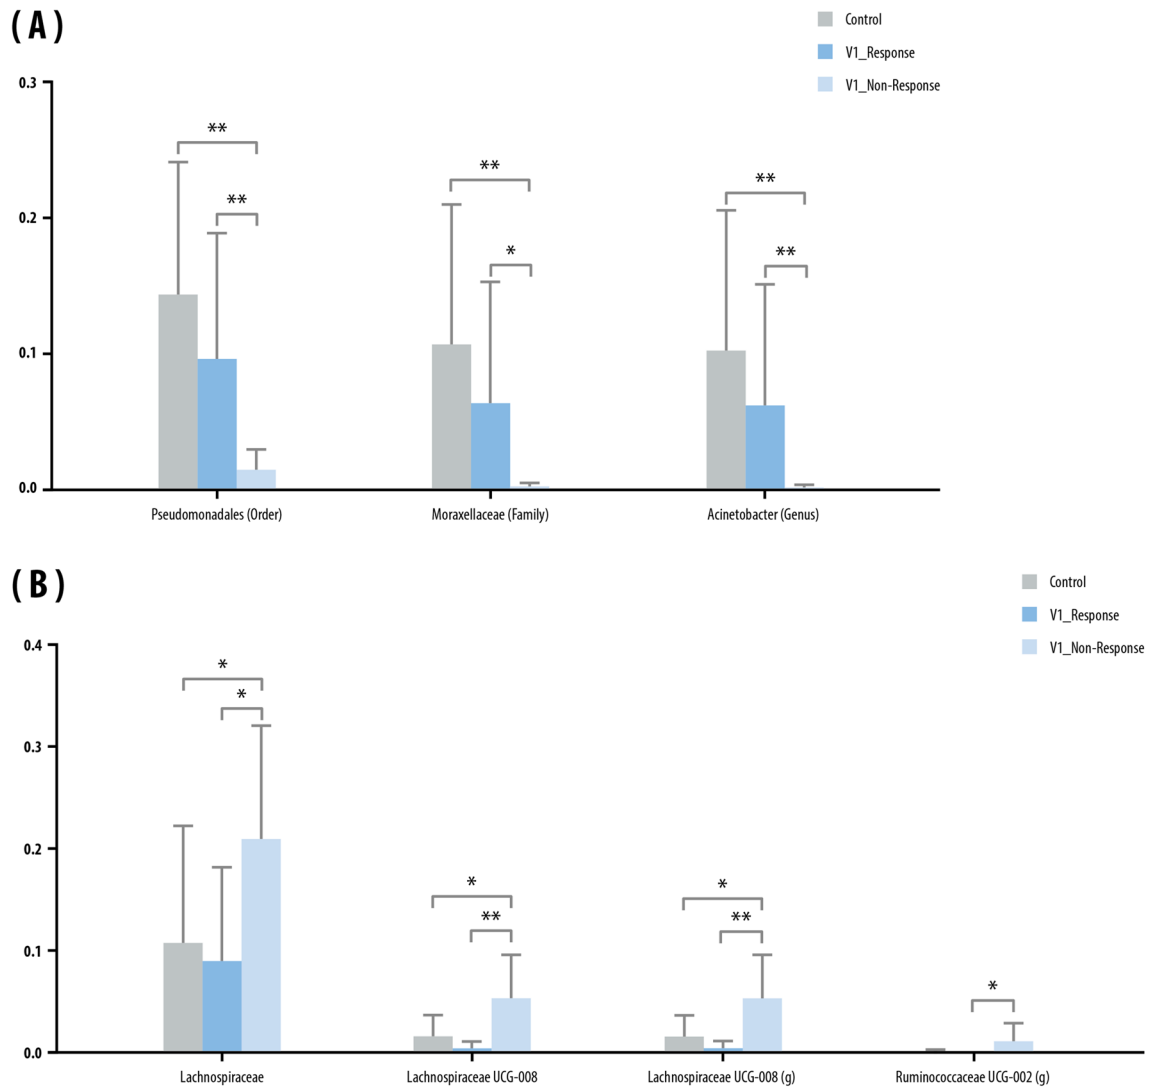 ( A )
Control
V1_Response
V1_Non-Response
0.3
0.2
0.1
0.0
**
**
**
*
**
**
Pseudomonadales (Order)
Moraxellaceae (Family)
Acinetobacter (Genus)
( B )
Control
V1_Response
V1_Non-Response
0.4
0.3
0.2
0.1
0.0
*
*
*
**
*
**
*
Lachnospiraceae
Lachnospiraceae UCG-008
Lachnospiraceae UCG-008 (g)
Ruminococcaceae UCG-002 (g)